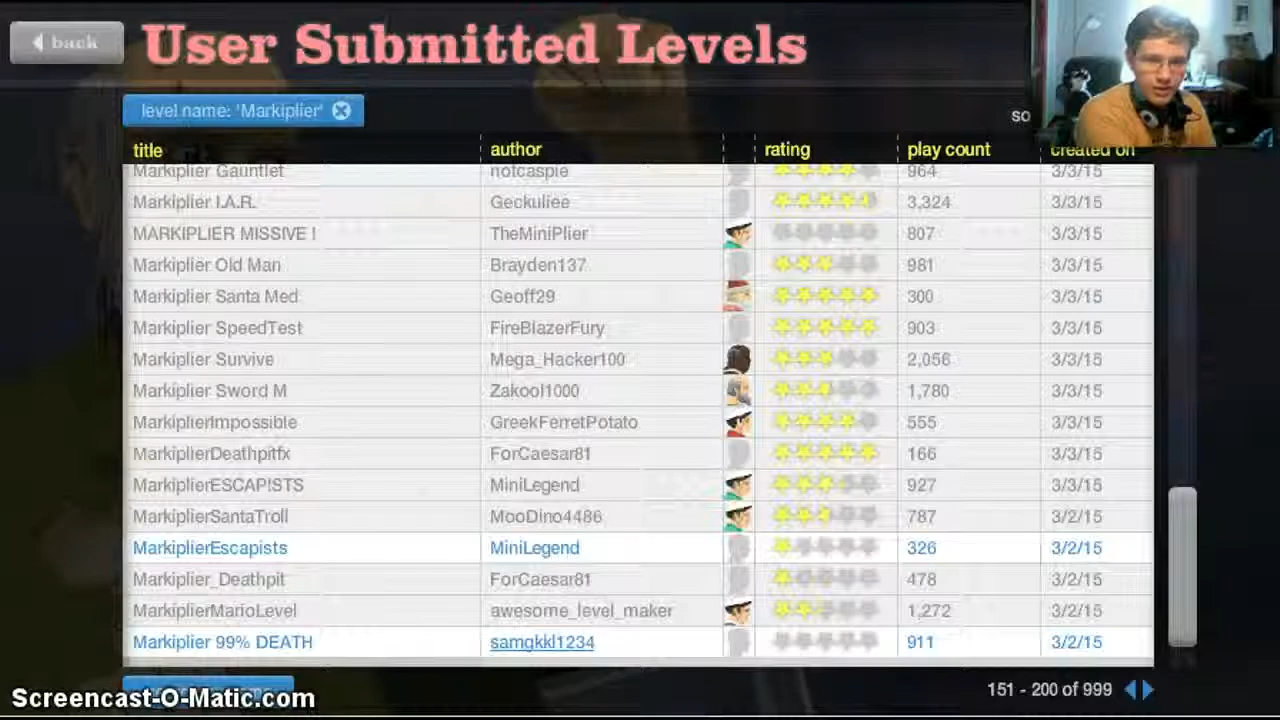 back
User Submitted Levels
level name: 'Markiplier'
so
title author rating play count created on
Markiplier Gauntlet notcaspie 964 3/3/15
Markiplier I.A.R. Geckuliee 3,324 3/3/15
MARKIPLIER MISSIVE ! TheMiniPlier 807 3/3/15
Markiplier Old Man Brayden137 981 3/3/15
Markiplier Santa Med Geoff29 300 3/3/15
Markiplier SpeedTest FireBlazerFury 903 3/3/15
Markiplier Survive Mega_Hacker100 2,056 3/3/15
Markiplier Sword M Zakool1000 1,780 3/3/15
MarkiplierImpossible GreekFerretPotato 555 3/3/15
MarkiplierDeathpitfx ForCaesar81 166 3/3/15
MarkiplierESCAP!STS MiniLegend 927 3/3/15
MarkiplierSantaTroll MooDino4486 787 3/2/15
MarkiplierEscapists MiniLegend 326 3/2/15
Markiplier_Deathpit ForCaesar81 478 3/2/15
MarkiplierMarioLevel awesome_level_maker 1,272 3/2/15
Markiplier 99% DEATH samgkkl1234 911 3/2/15
151 - 200 of 999
Screencast-O-Matic.com